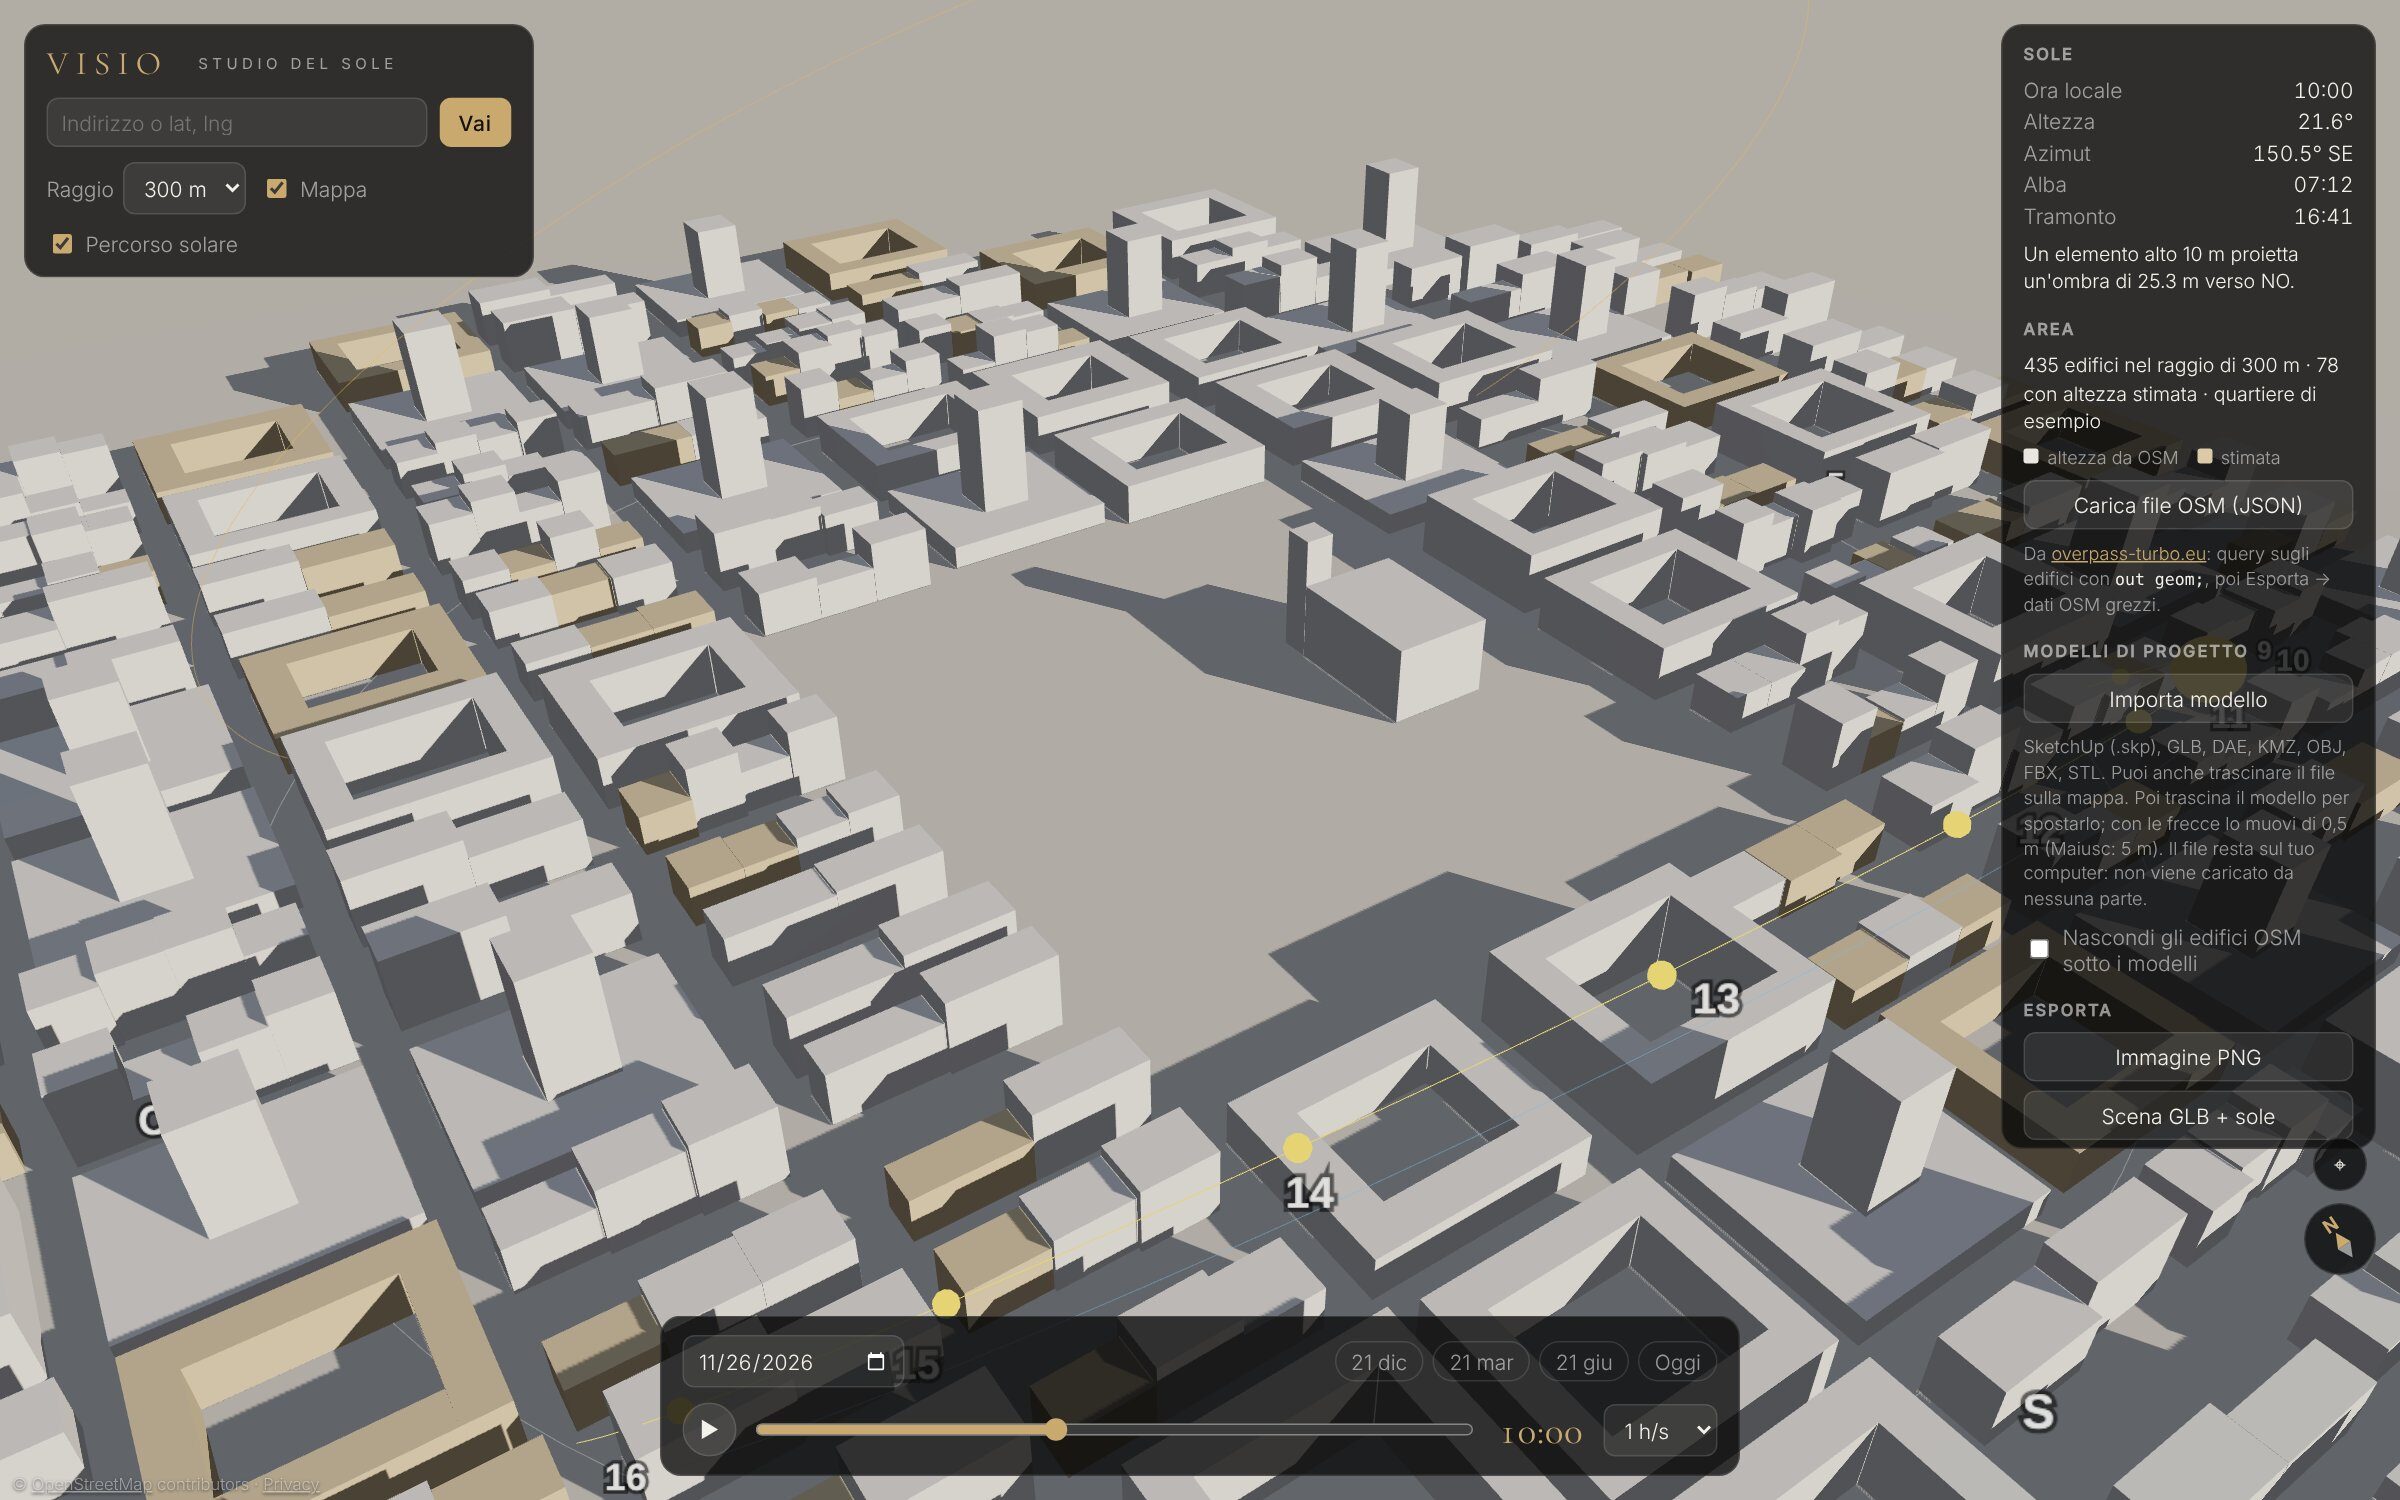 VISIO STUDIO DEL SOLE
Indirizzo o lat, lng
Vai
Raggio 300 m Mappa
Percorso solare
SOLE
Ora locale 10:00
Altezza 21.6°
Azimut 150.5° SE
Alba 07:12
Tramonto 16:41
Un elemento alto 10 m proietta
un'ombra di 25.3 m verso NO.
AREA
435 edifici nel raggio di 300 m · 78
con altezza stimata · quartiere di
esempio
altezza da OSM stimata
Carica file OSM (JSON)
Da overpass-turbo.eu: query sugli
edifici con out geom;, poi Esporta →
dati OSM grezzi.
MODELLI DI PROGETTO
9 10
Importa modello
11
SketchUp (.skp), GLB, DAE, KMZ, OBJ,
FBX, STL. Puoi anche trascinare il file
sulla mappa. Poi trascina il modello per
spostarlo; con le frecce lo muovi di 0,5
m (Maiusc: 5 m). Il file resta sul tuo
computer: non viene caricato da
nessuna parte.
Nascondi gli edifici OSM
sotto i modelli
ESPORTA
Immagine PNG
Scena GLB + sole
13
14
15
16
N
S
11/26/2026
21 dic 21 mar 21 giu Oggi
10:00 1 h/s
© OpenStreetMap contributors · Privacy